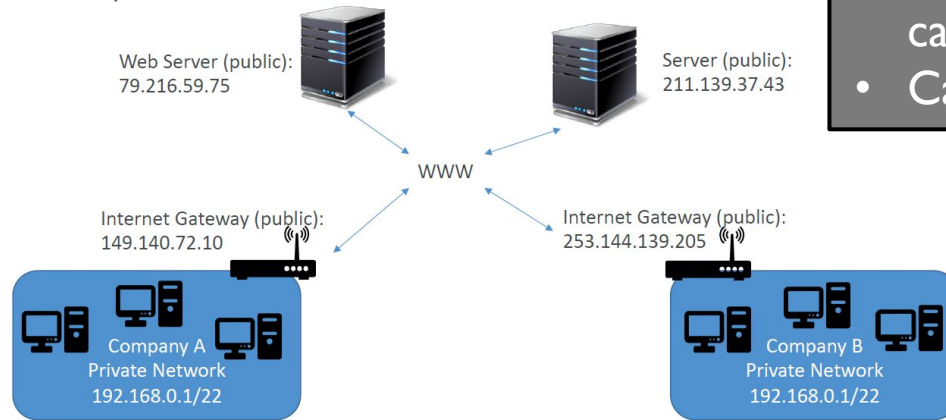 ca
• Ca
Web Server (public):
79.216.59.75
Server (public):
211.139.37.43
WWW
Internet Gateway (public):
149.140.72.10
Internet Gateway (public):
253.144.139.205
Company A
Private Network
192.168.0.1/22
Company B
Private Network
192.168.0.1/22